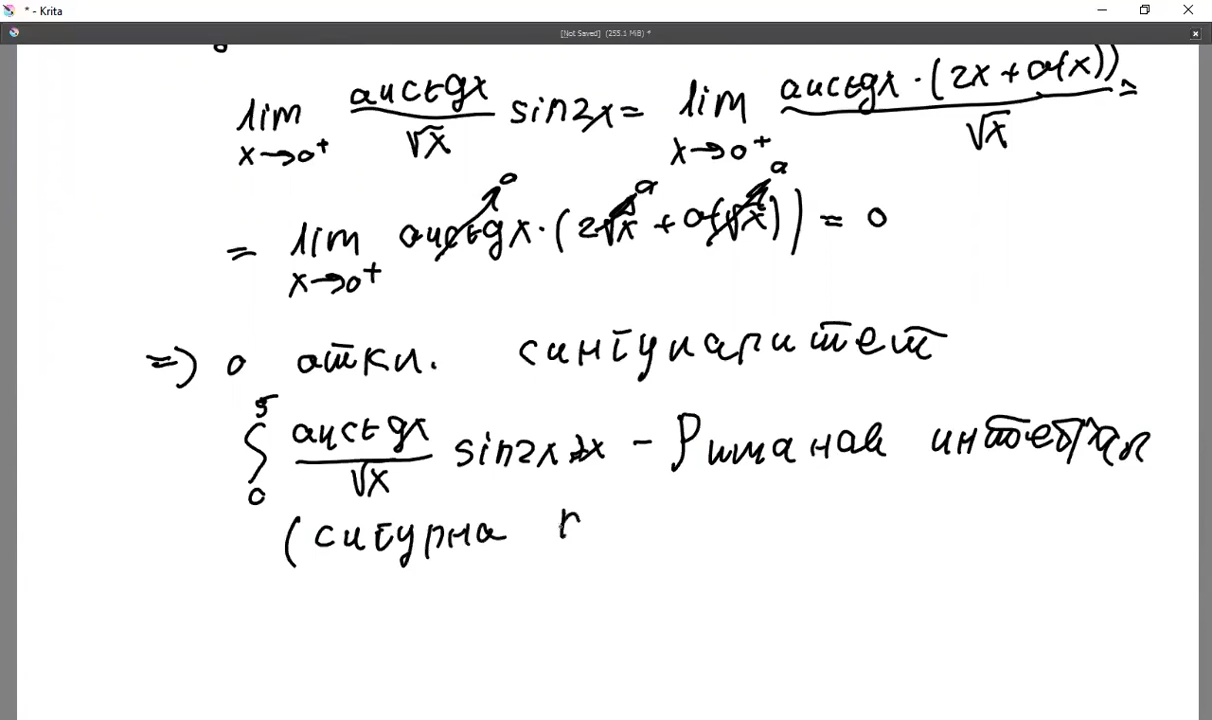 * - Krita
[Not Saved] (255.1 MiB) *
lim x→0⁺ arctgx/√x sin2x = lim x→0⁺ arctgx·(2x+o(x))/√x =
= lim x→0⁺ arctgx·(2√x + o(√x)) = 0
=> 0 откл. сингуларитет
∫₀⁵ arctgx/√x sin2x dx - Риманов интеграл
(сигурна